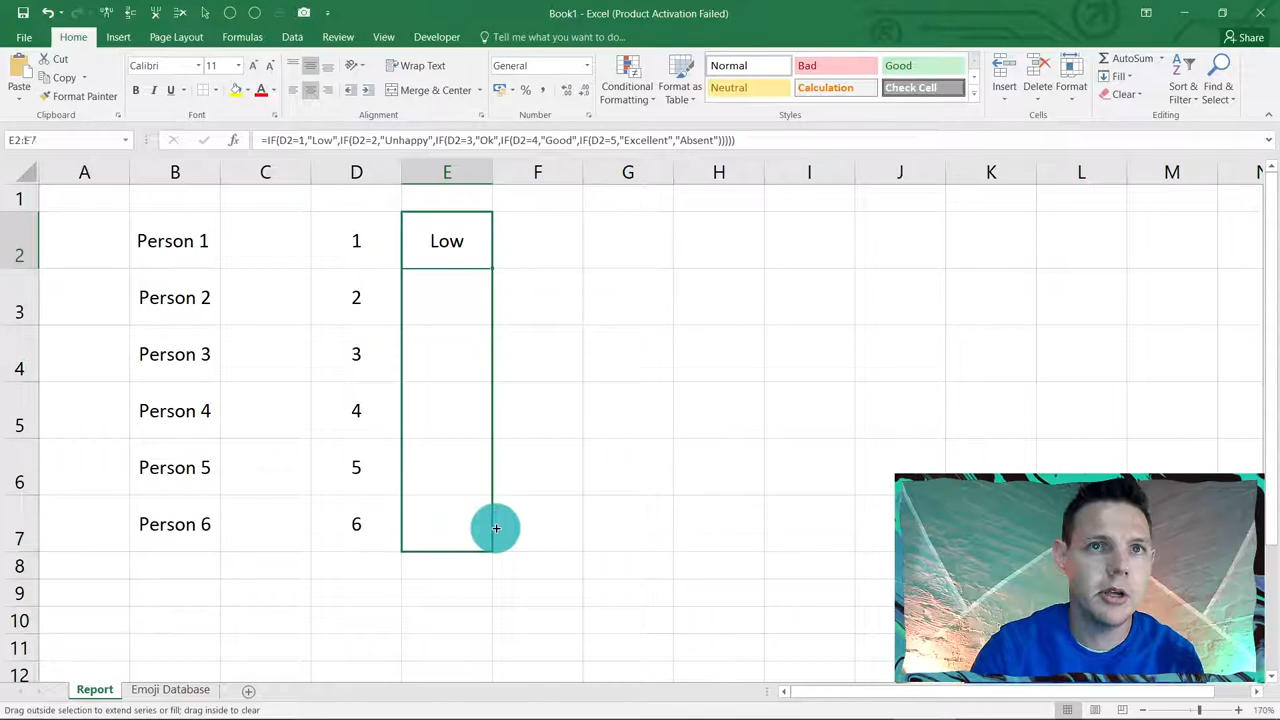 Book1 - Excel (Product Activation Failed)
File Home Insert Page Layout Formulas Data Review View Developer Tell me what you want to do... Share
Paste
Cut
Copy
Format Painter
Clipboard
Calibri 11
B I U A
Font
Wrap Text
Merge & Center
Alignment
General
%
Number
Conditional Formatting
Format as Table
Normal Bad Good
Neutral Calculation Check Cell
Styles
Insert Delete Format
Cells
AutoSum
Fill
Clear
Sort & Filter
Find & Select
Editing
E2:E7 fx =IF(D2=1,"Low",IF(D2=2,"Unhappy",IF(D2=3,"Ok",IF(D2=4,"Good",IF(D2=5,"Excellent","Absent")))))
A B C D E F G H I J K L M N
1
2 Person 1 1 Low
3 Person 2 2
4 Person 3 3
5 Person 4 4
6 Person 5 5
7 Person 6 6
8
9
10
11
12
Report Emoji Database
Drag outside selection to extend series or fill; drag inside to clear
170%